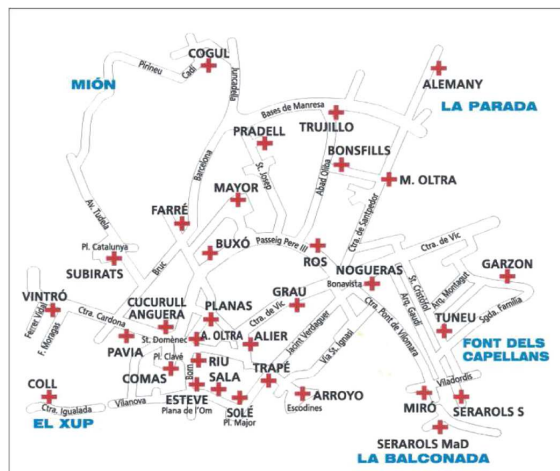 COGUL
Pirineu
Cadí
Juncadella
MIÓN
ALEMANY
LA PARADA
Bases de Manresa
TRUJILLO
PRADELL
BONSFILLS
Barcelona
St. Josep
Abad Oliba
M. OLTRA
MAYOR
Ctra. de Santpedor
FARRÉ
Av. Tudela
Pl. Catalunya
SUBIRATS
Bruc
BUXÓ
Passeig Pere III
ROS
Ctra. de Vic
NOGUERAS
Bonavista
St. Cristòfol
Arq. Gaudí
Arq. Montagut
GARZON
Sgda. Família
VINTRÓ
Ferrer Vidal
F. Moragas
Ctra. Cardona
CUCURULL
ANGUERA
PLANAS
GRAU
Ctra. de Vic
Ctra. Pont de Vilomara
TUNEU
PAVIA
St. Domènec
A. OLTRA
ALIER
Jacint Verdaguer
Via St. Ignasi
FONT DELS
CAPELLANS
Pl. Clavé
COMAS
Born
RIU
SALA
TRAPÉ
COLL
Ctra. Igualada
Vilanova
ESTEVE
Plana de l'Om
SOLÉ
Pl. Major
ARROYO
Escodines
MIRÓ
Viladordis
SERAROLS S
EL XUP
SERAROLS MaD
LA BALCONADA